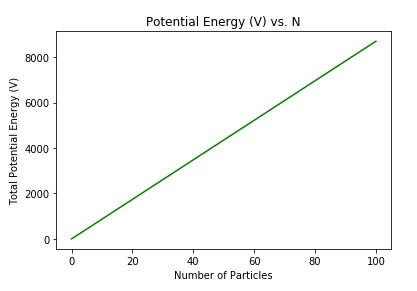 Potential Energy (V) vs. N
Total Potential Energy (V)
8000
6000
4000
2000
0
0 20 40 60 80 100
Number of Particles